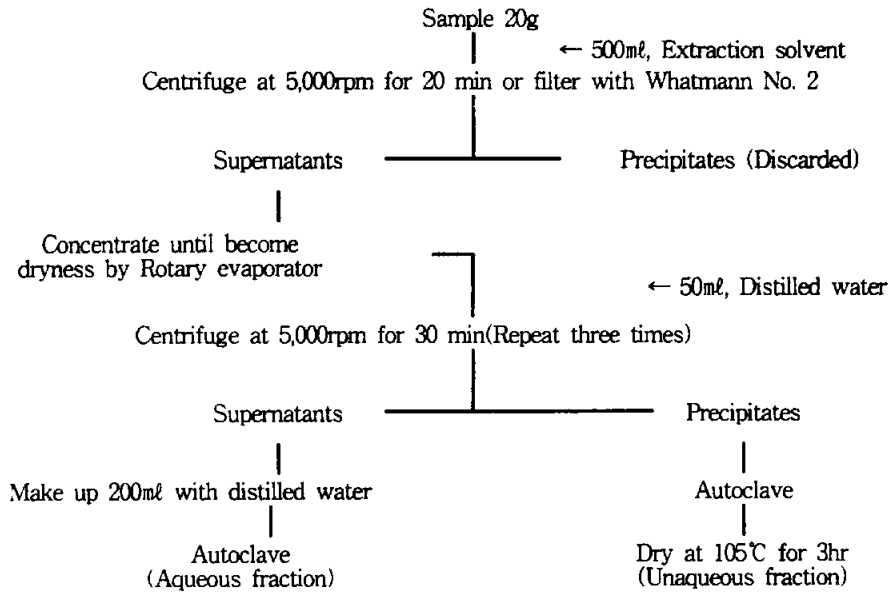 Sample 20g
← 500㎖, Extraction solvent
Centrifuge at 5,000rpm for 20 min or filter with Whatmann No. 2
Supernatants
Precipitates (Discarded)
Concentrate until become
dryness by Rotary evaporator
← 50㎖, Distilled water
Centrifuge at 5,000rpm for 30 min(Repeat three times)
Supernatants
Precipitates
Make up 200㎖ with distilled water
Autoclave
Autoclave
(Aqueous fraction)
Dry at 105℃ for 3hr
(Unaqueous fraction)